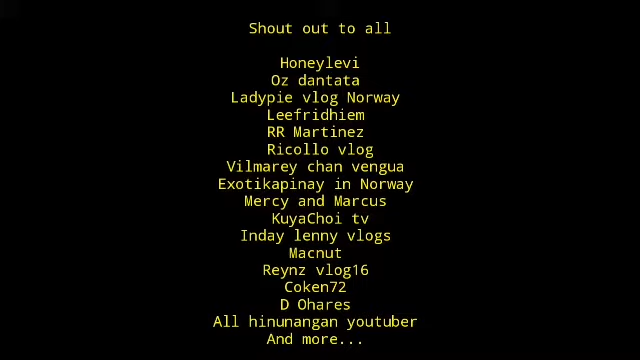 Shout out to all
Honeylevi
Oz dantata
Ladypie vlog Norway
Leefridhiem
RR Martinez
Ricollo vlog
Vilmarey chan vengua
Exotikapinay in Norway
Mercy and Marcus
KuyaChoi tv
Inday lenny vlogs
Macnut
Reynz vlog16
Coken72
D Ohares
All hinunangan youtuber
And more...